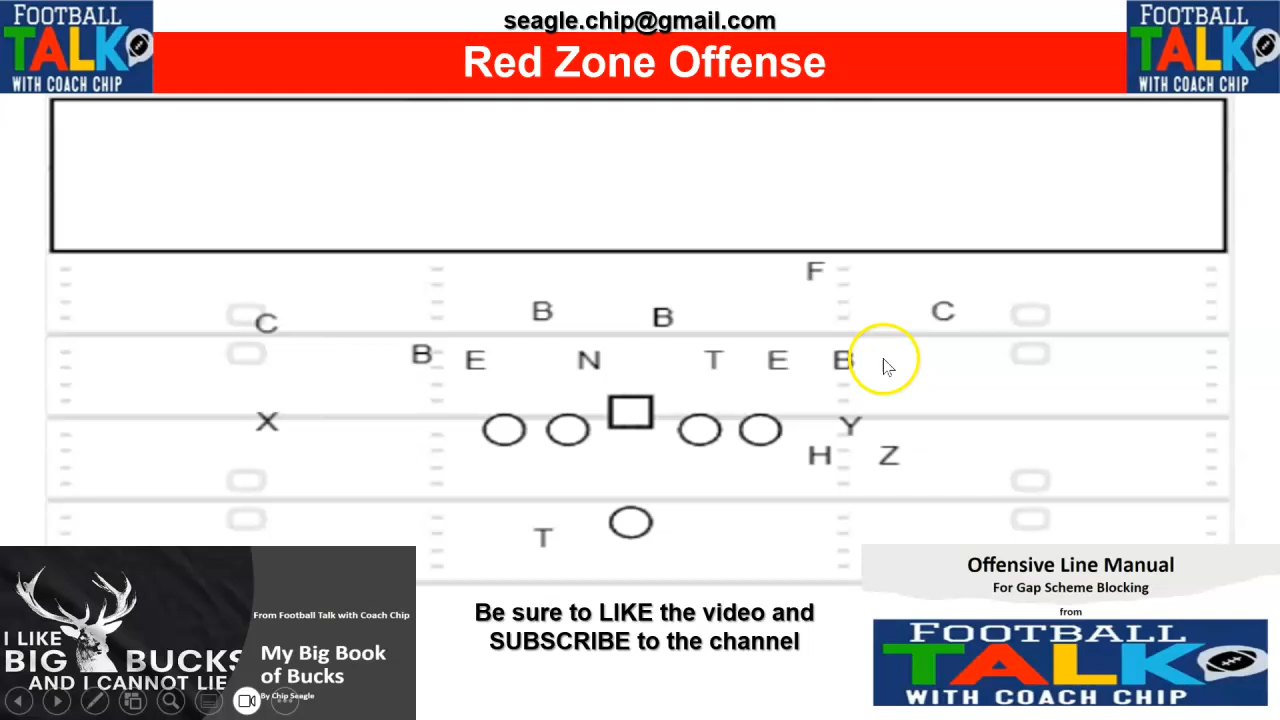 seagle.chip@gmail.com
FOOTBALL
TALK
WITH COACH CHIP
Red Zone Offense
FOOTBALL
TALK
WITH COACH CHIP
F
B B C
C
B E N T E B
X Y
H Z
T
I LIKE
BIG BUCKS
AND I CANNOT LIE
From Football Talk with Coach Chip
My Big Book
of Bucks
By Chip Seagle
Be sure to LIKE the video and
SUBSCRIBE to the channel
Offensive Line Manual
For Gap Scheme Blocking
from
FOOTBALL
TALK
WITH COACH CHIP